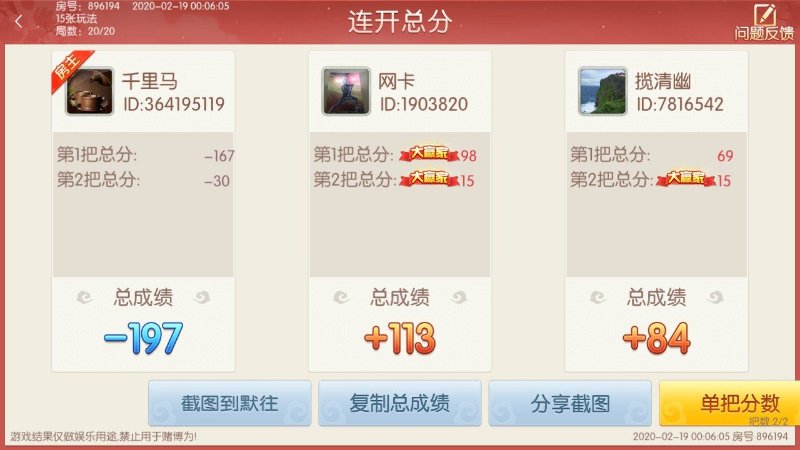 房号：896194 2020-02-19 00:06:05
15张玩法
局数：20/20
连开总分
问题反馈
房主
千里马
ID:364195119
第1把总分: -167
第2把总分: -30
总成绩
-197
网卡
ID:1903820
第1把总分: 大赢家 98
第2把总分: 大赢家 15
总成绩
+113
揽清幽
ID:7816542
第1把总分: 69
第2把总分: 大赢家 15
总成绩
+84
截图到默往
复制总成绩
分享截图
单把分数
把数:2/2
游戏结果仅做娱乐用途,禁止用于赌博为!
2020-02-19 00:06:05 房号 896194